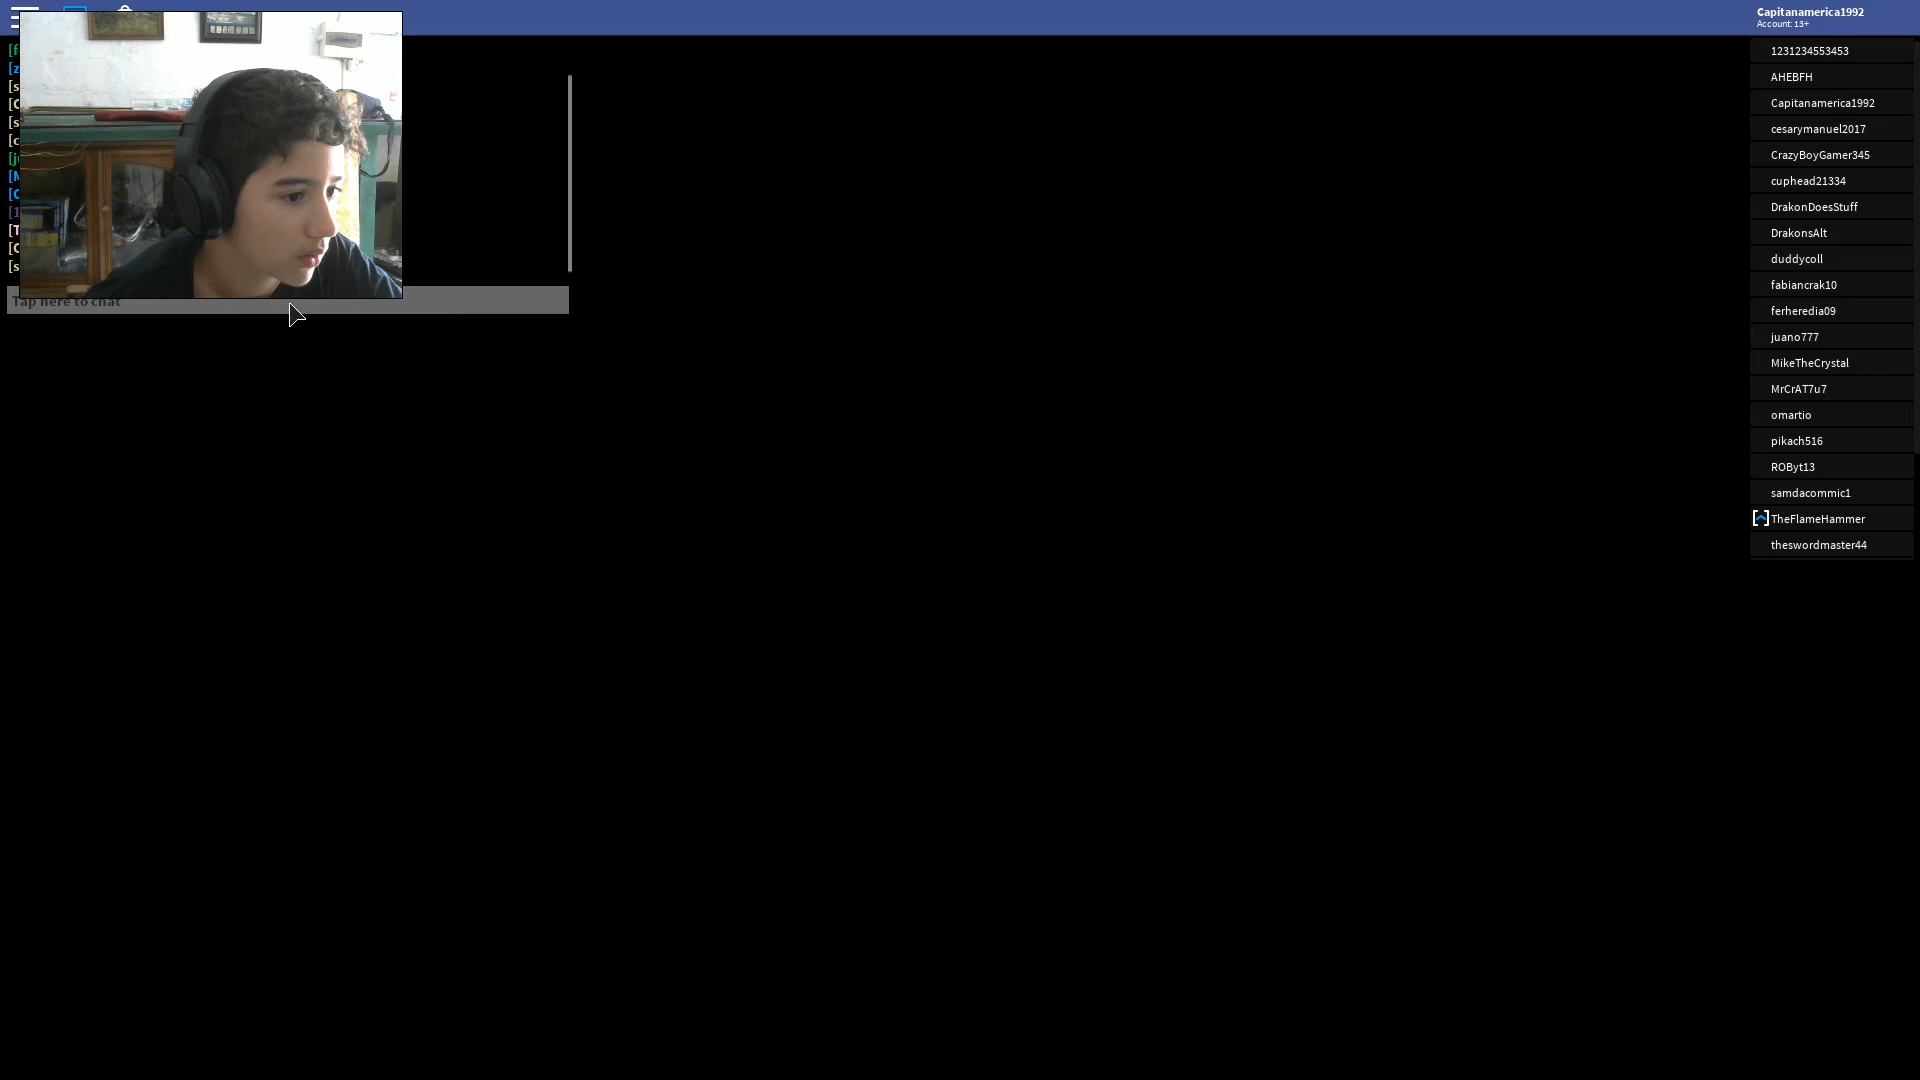 Capitanamerica1992
Account: 13+
Tap here to chat
1231234553453
AHEBFH
Capitanamerica1992
cesarymanuel2017
CrazyBoyGamer345
cuphead21334
DrakonDoesStuff
DrakonsAlt
duddycoll
fabiancrak10
ferheredia09
juano777
MikeTheCrystal
MrCrAT7u7
omartio
pikach516
ROByt13
samdacommic1
TheFlameHammer
theswordmaster44